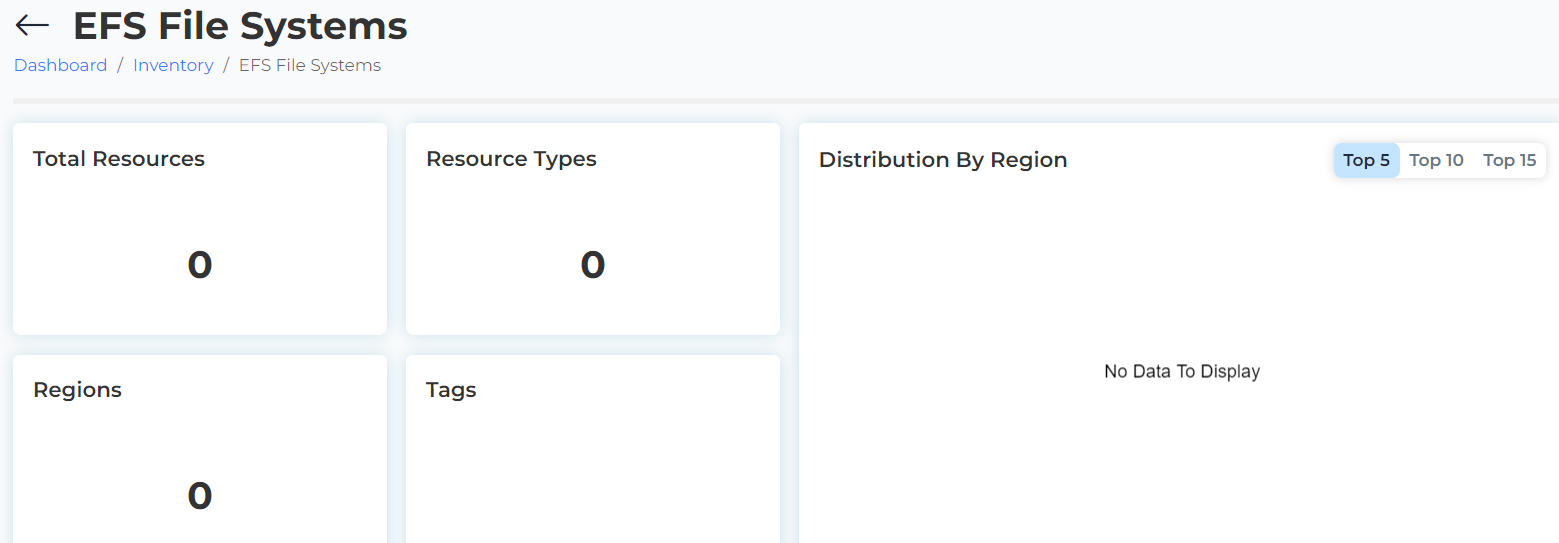 EFS File Systems
Dashboard / Inventory / EFS File Systems
Total Resources
0
Resource Types
0
Distribution By Region
Top 5 Top 10 Top 15
No Data To Display
Regions
0
Tags